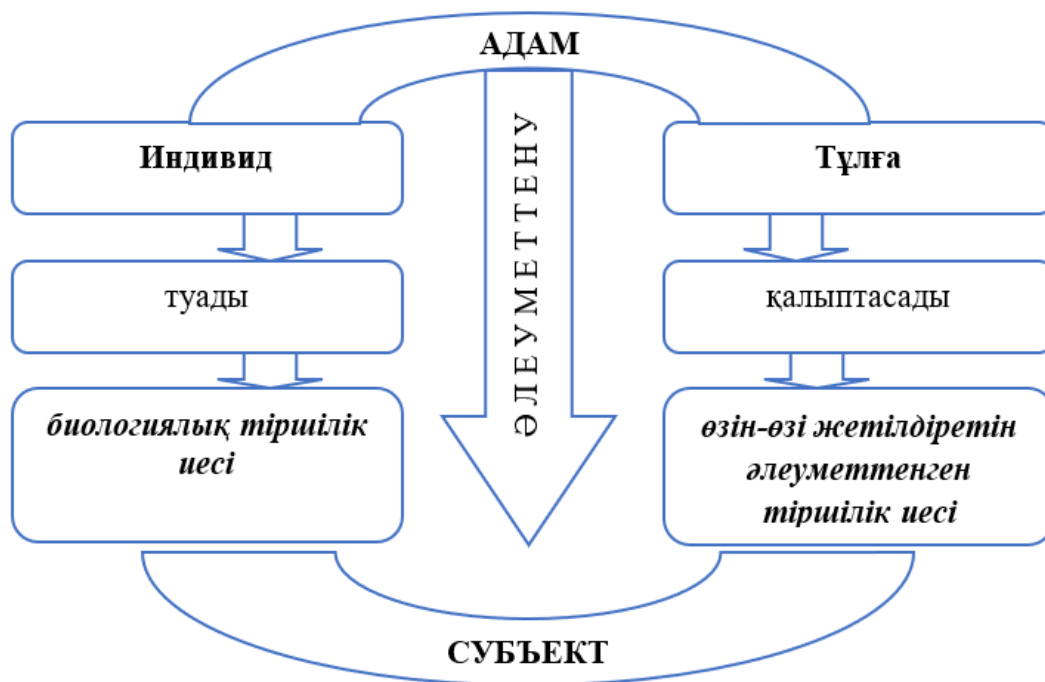 АДАМ
Индивид
Тұлға
туады
қалыптасады
ӘЛЕУМЕТТЕНУ
биологиялық тіршілік
иесі
өзін-өзі жетілдіретін
әлеуметтенген
тіршілік иесі
СУБЪЕКТ